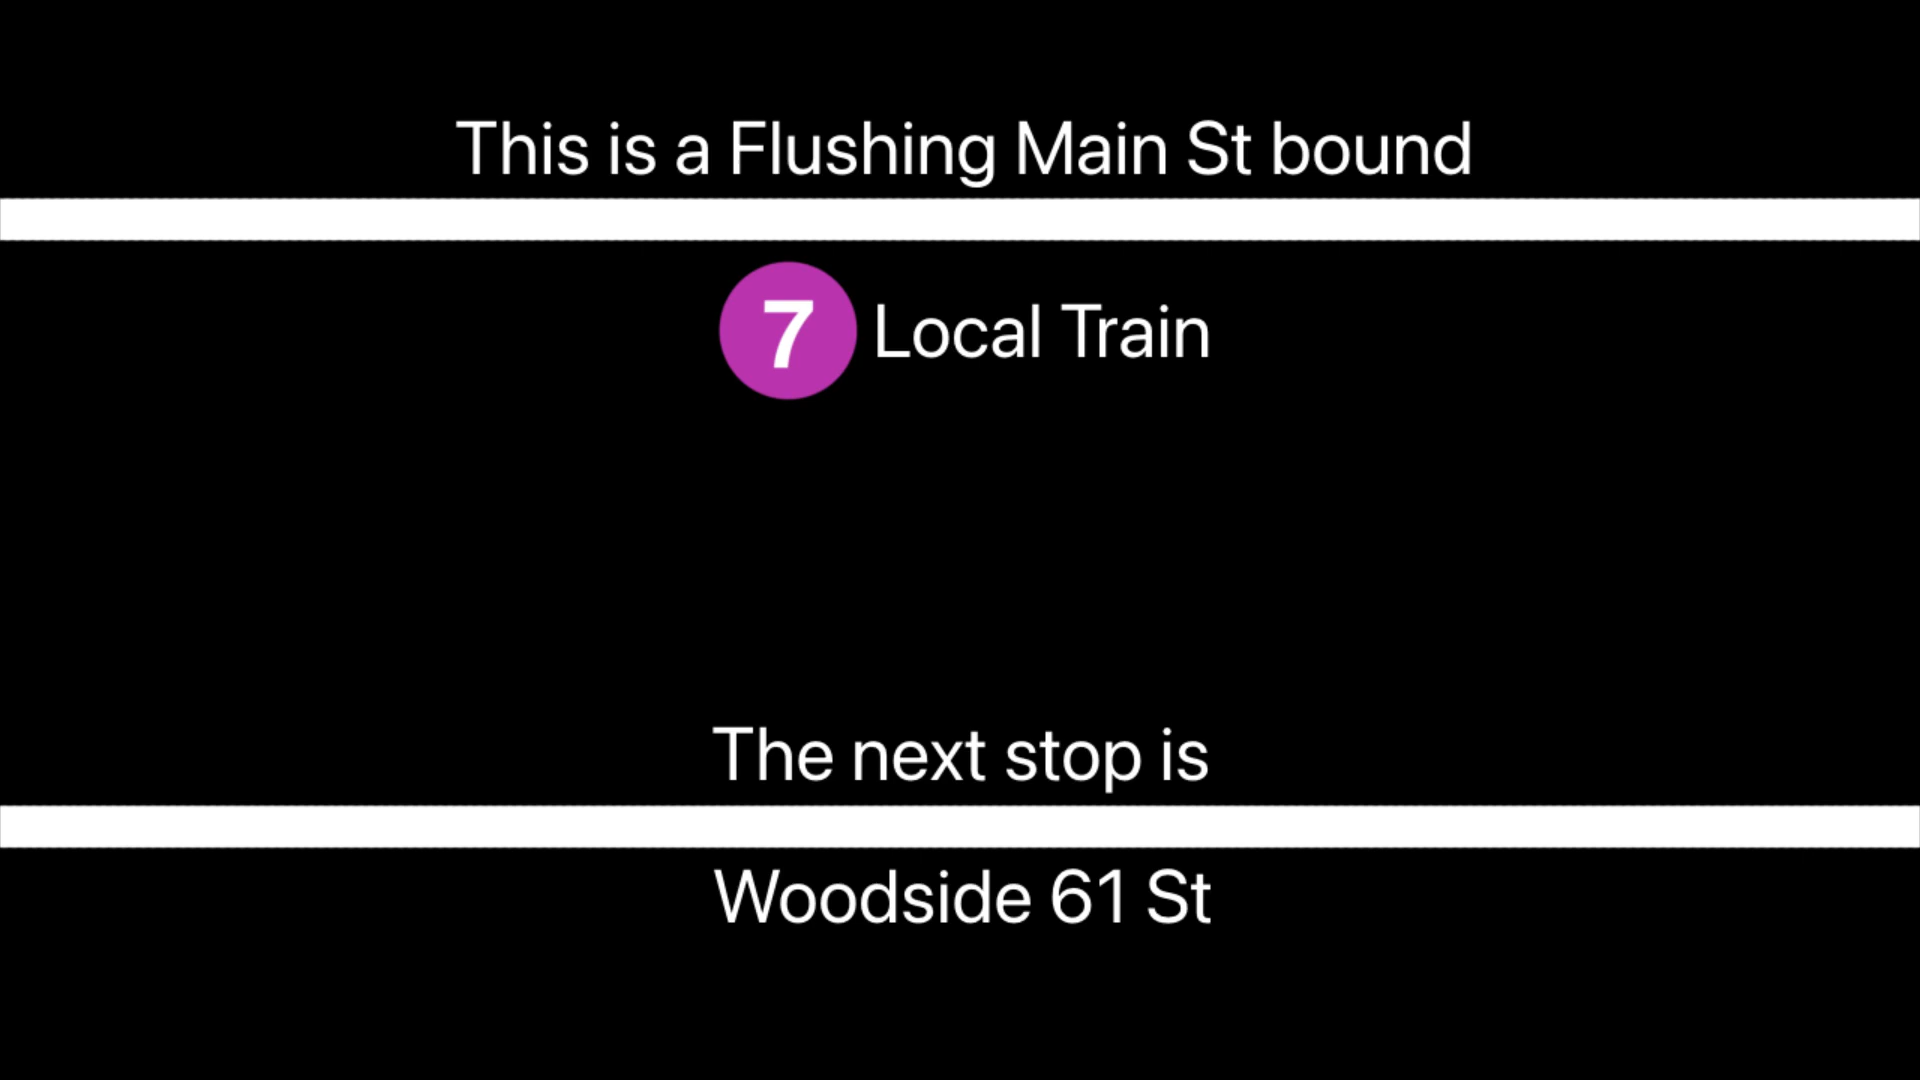 This is a Flushing Main St bound
7 Local Train
The next stop is
Woodside 61 St